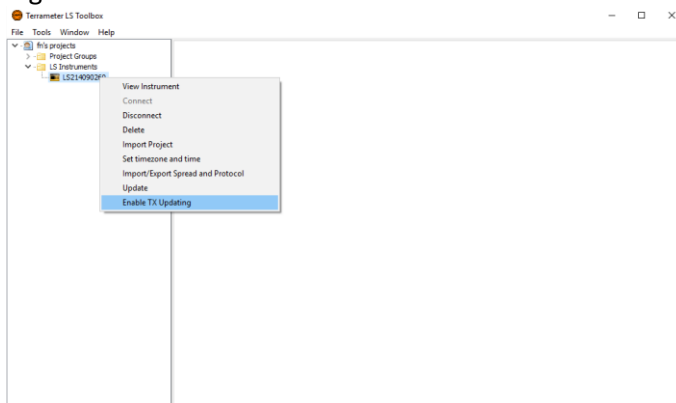 Terrameter LS Toolbox
File Tools Window Help
fn's projects
Project Groups
LS Instruments
LS214090260
View Instrument
Connect
Disconnect
Delete
Import Project
Set timezone and time
Import/Export Spread and Protocol
Update
Enable TX Updating